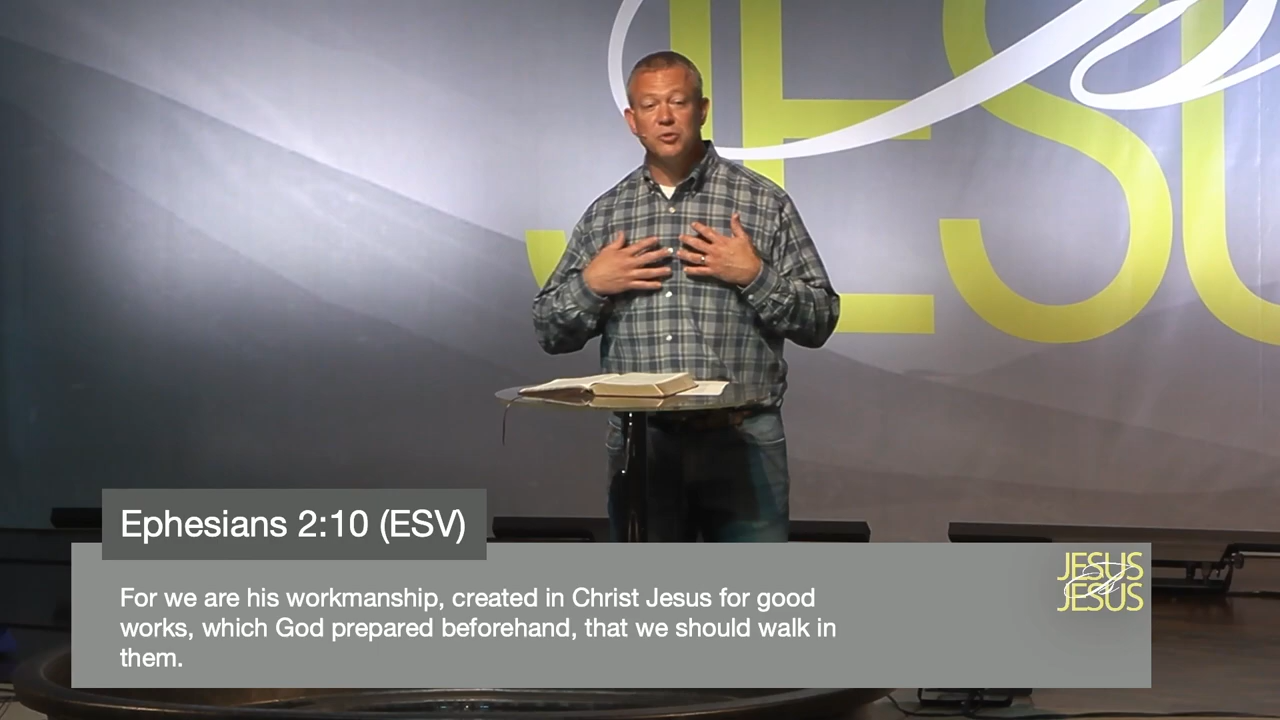 JESU
Ephesians 2:10 (ESV)
For we are his workmanship, created in Christ Jesus for good
works, which God prepared beforehand, that we should walk in
them.
JESUS
JESUS